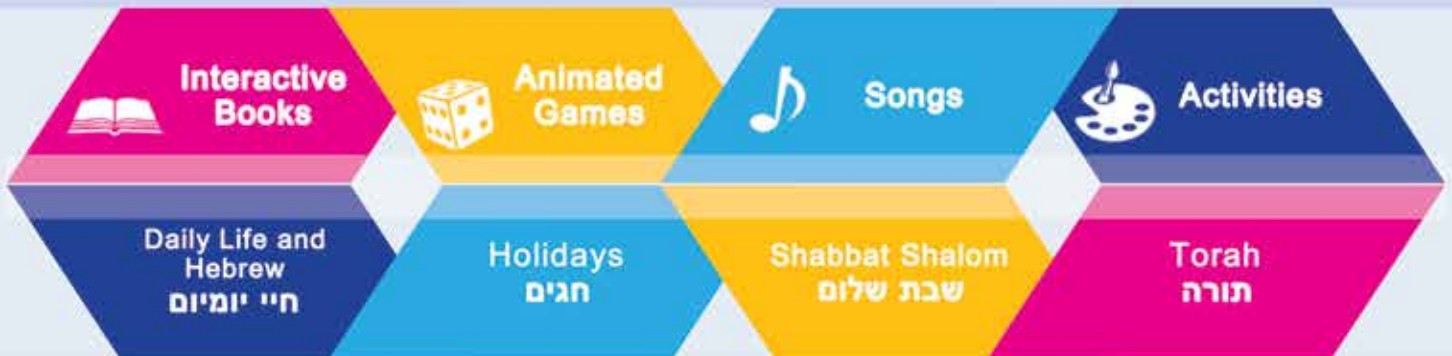 Interactive
Books
Animated
Games
Songs
Activities
Daily Life and
Hebrew
חיי יומיום
Holidays
חגים
Shabbat Shalom
שבת שלום
Torah
תורה